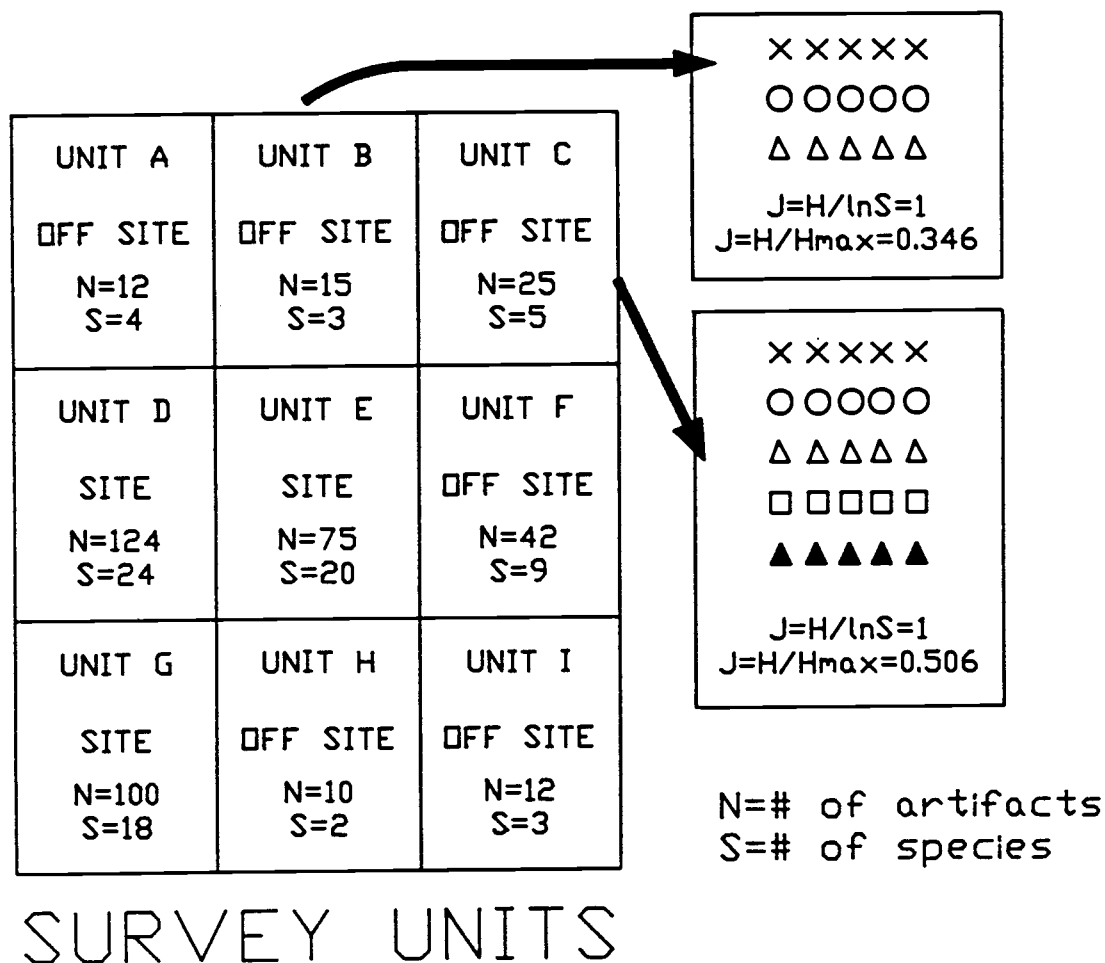 UNIT A
OFF SITE
N=12
S=4
UNIT B
OFF SITE
N=15
S=3
UNIT C
OFF SITE
N=25
S=5
UNIT D
SITE
N=124
S=24
UNIT E
SITE
N=75
S=20
UNIT F
OFF SITE
N=42
S=9
UNIT G
SITE
N=100
S=18
UNIT H
OFF SITE
N=10
S=2
UNIT I
OFF SITE
N=12
S=3
SURVEY UNITS
J=H/lnS=1
J=H/Hmax=0.346
J=H/lnS=1
J=H/Hmax=0.506
N=# of artifacts
S=# of species